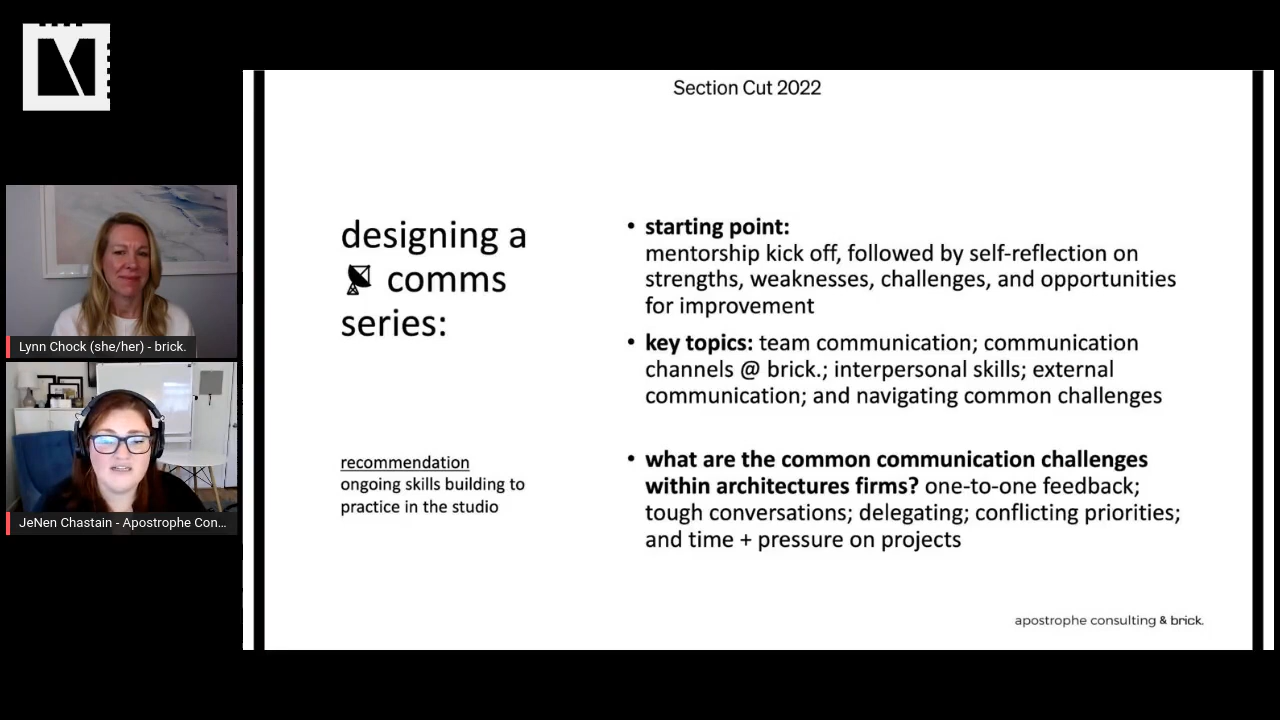 Section Cut 2022
designing a
comms
series:
recommendation
ongoing skills building to
practice in the studio
• starting point:
mentorship kick off, followed by self-reflection on
strengths, weaknesses, challenges, and opportunities
for improvement
• key topics: team communication; communication
channels @ brick.; interpersonal skills; external
communication; and navigating common challenges
• what are the common communication challenges
within architectures firms? one-to-one feedback;
tough conversations; delegating; conflicting priorities;
and time + pressure on projects
apostrophe consulting & brick.
Lynn Chock (she/her) - brick.
JeNen Chastain - Apostrophe Con...